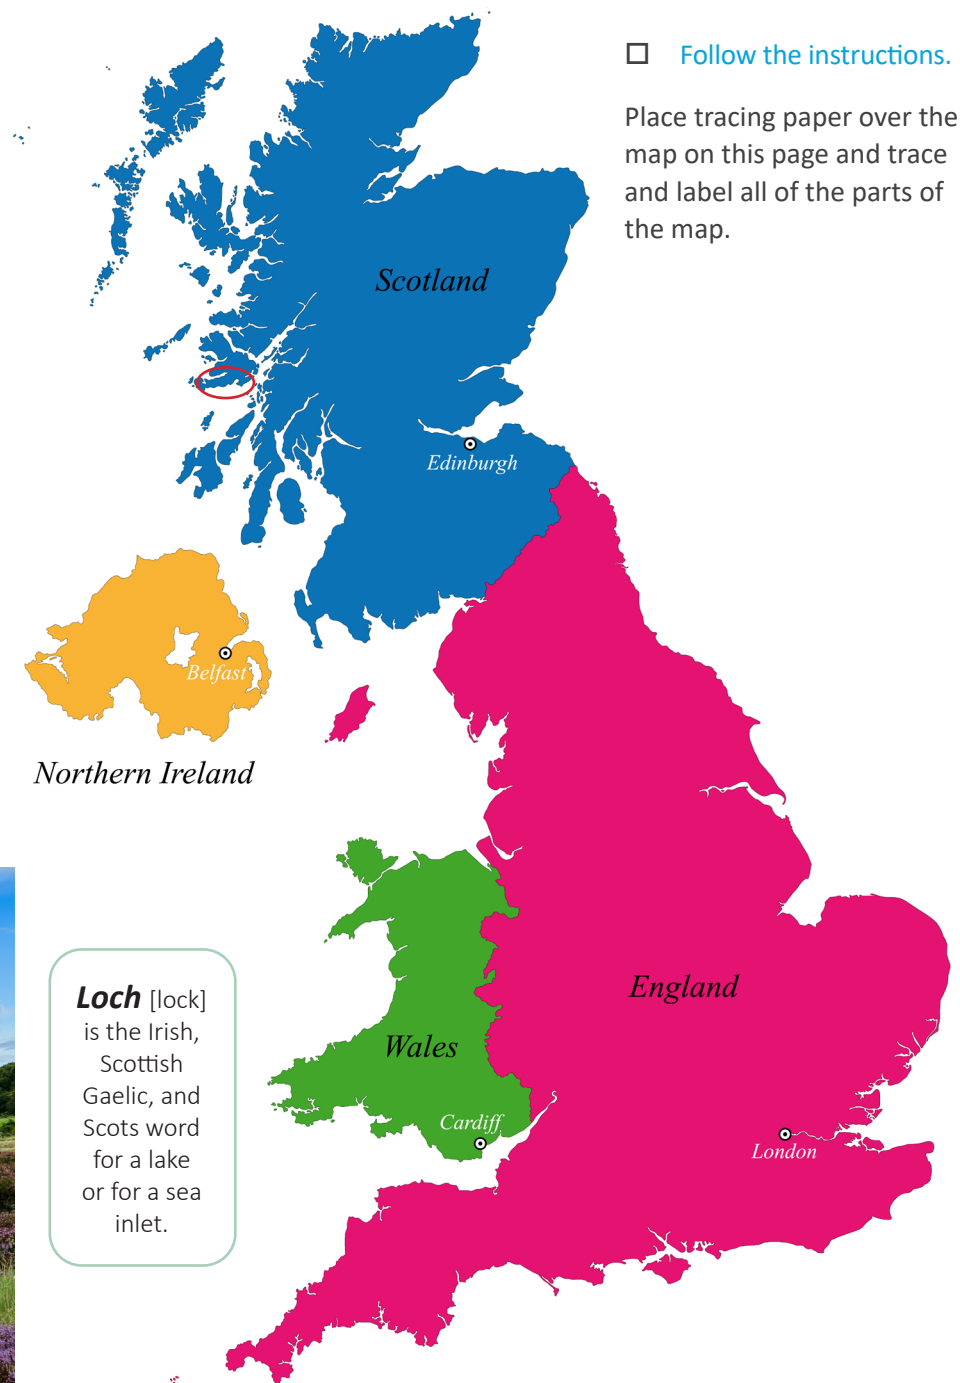 ☐ Follow the instructions.
Place tracing paper over the
map on this page and trace
and label all of the parts of
the map.
Scotland
Edinburgh
Belfast
Northern Ireland
England
Loch [lock]
is the Irish,
Scottish
Gaelic, and
Scots word
for a lake
or for a sea
inlet.
Wales
Cardiff
London